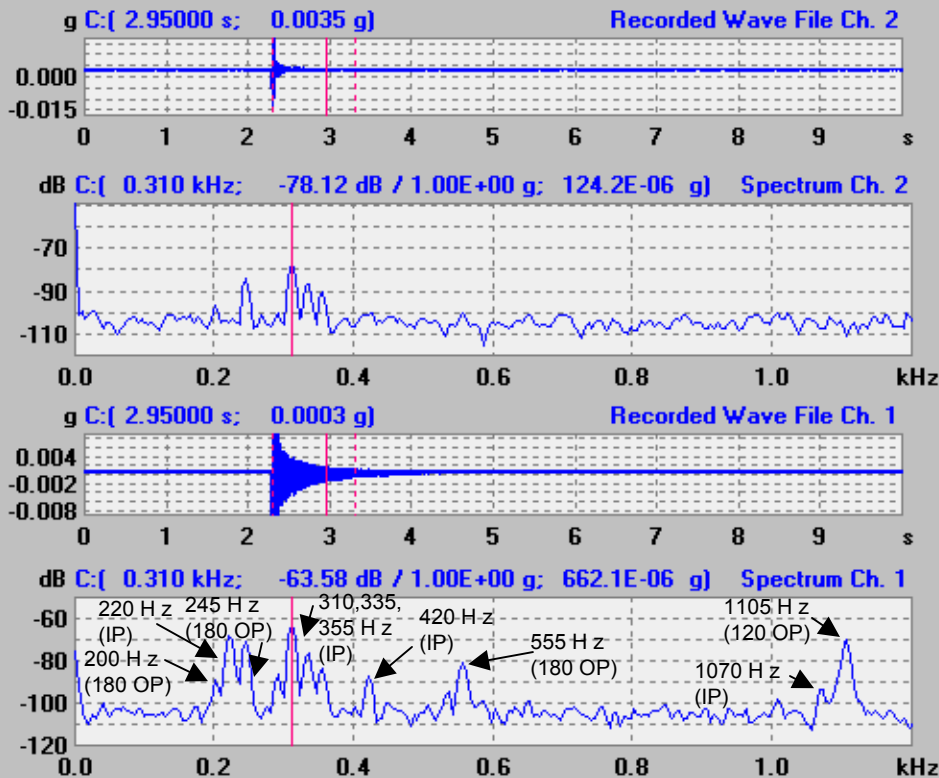 g C:( 2.95000 s; 0.0035 g) Recorded Wave File Ch. 2
0.000
-0.015
0 1 2 3 4 5 6 7 8 9 s
dB C:( 0.310 kHz; -78.12 dB / 1.00E+00 g; 124.2E-06 g) Spectrum Ch. 2
-70
-90
-110
0.0 0.2 0.4 0.6 0.8 1.0 kHz
g C:( 2.95000 s; 0.0003 g) Recorded Wave File Ch. 1
0.004
-0.002
-0.008
0 1 2 3 4 5 6 7 8 9 s
dB C:( 0.310 kHz; -63.58 dB / 1.00E+00 g; 662.1E-06 g) Spectrum Ch. 1
-60
-80
-100
-120
220 H z
(IP)
200 H z
(180 OP)
245 H z
(180 OP)
310,335,
355 H z
(IP)
420 H z
(IP)
555 H z
(180 OP)
1105 H z
(120 OP)
1070 H z
(IP)
0.0 0.2 0.4 0.6 0.8 1.0 kHz